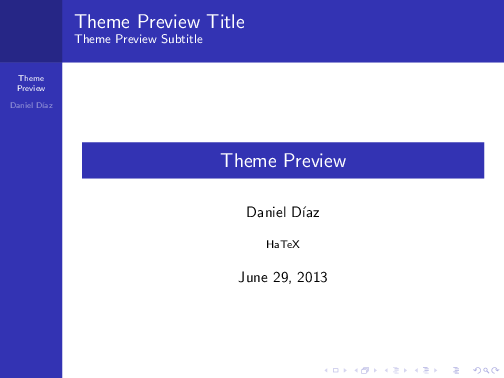 Theme Preview Title
Theme Preview Subtitle
Theme
Preview
Daniel Díaz
Theme Preview
Daniel Díaz
HaTeX
June 29, 2013